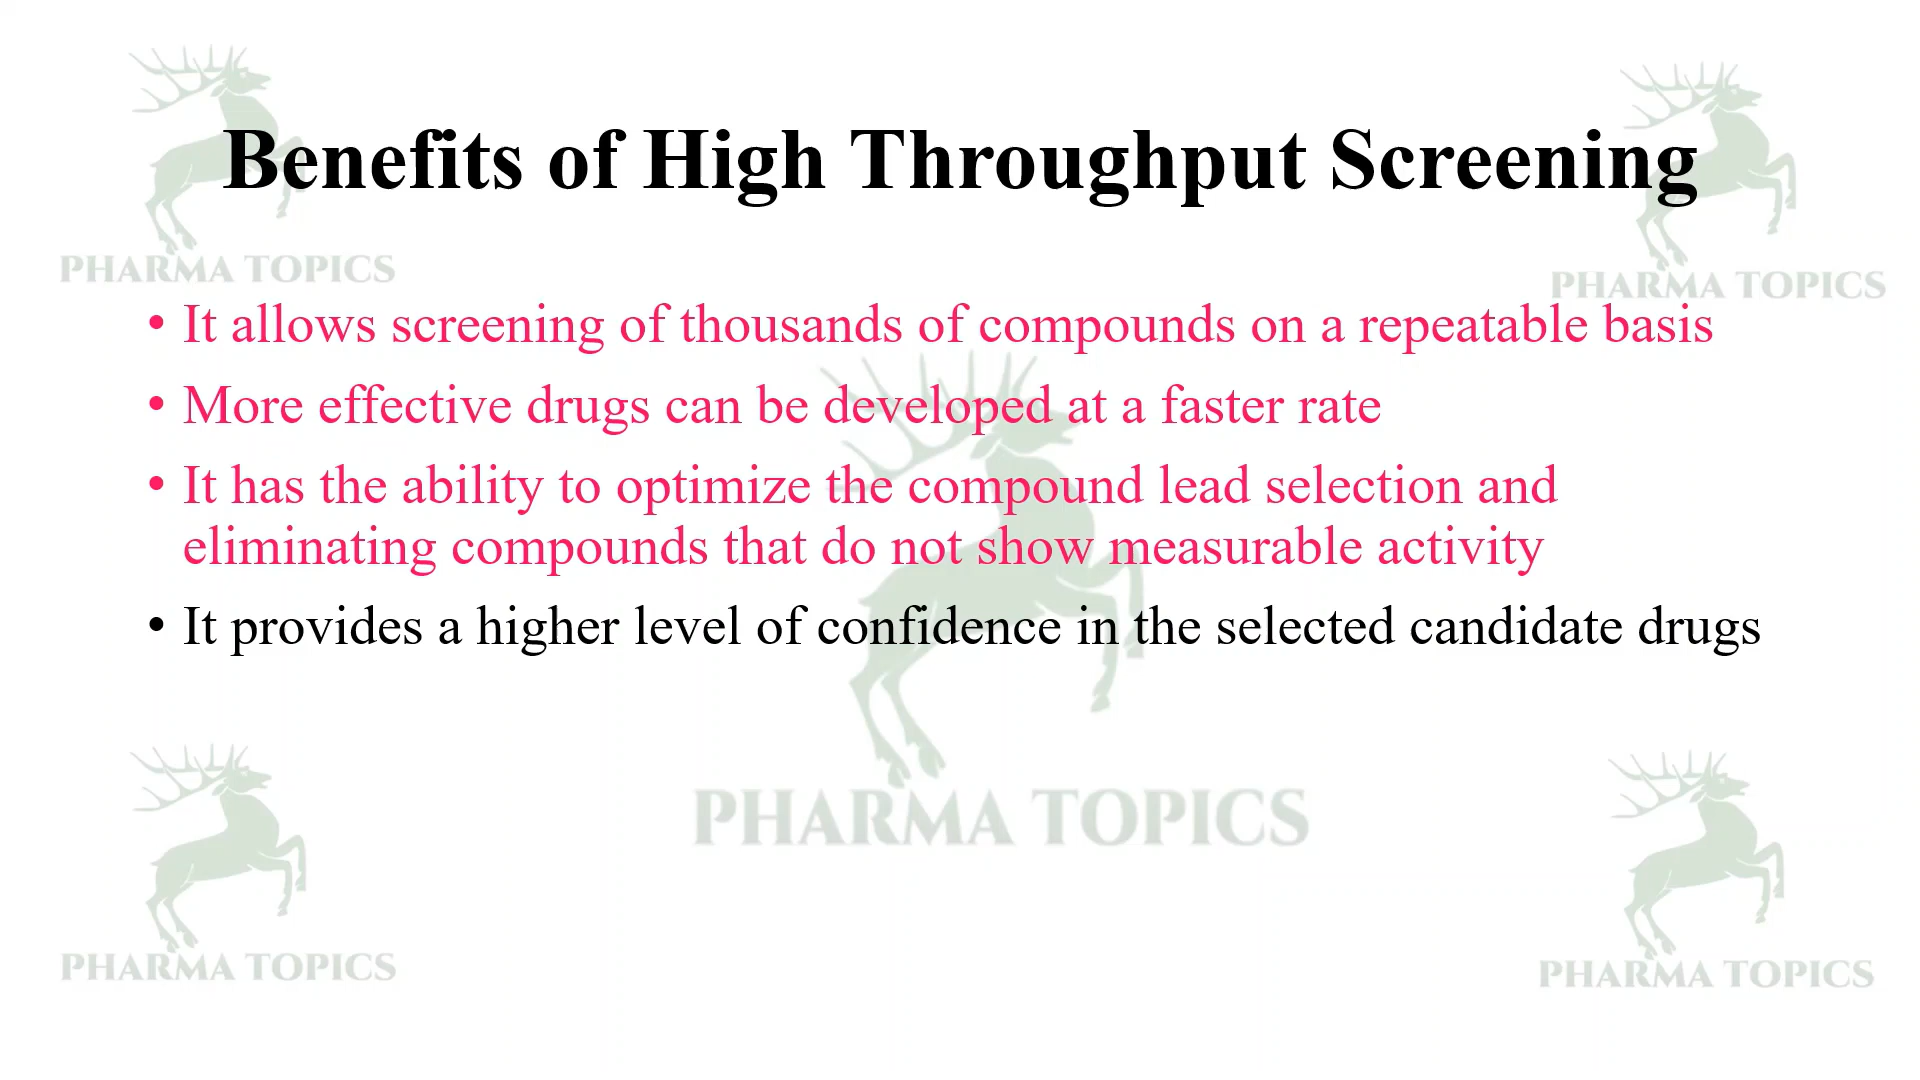 Benefits of High Throughput Screening
PHARMA TOPICS
PHARMA TOPICS
• It allows screening of thousands of compounds on a repeatable basis
• More effective drugs can be developed at a faster rate
• It has the ability to optimize the compound lead selection and
eliminating compounds that do not show measurable activity
• It provides a higher level of confidence in the selected candidate drugs
PHARMA TOPICS
PHARMA TOPICS
PHARMA TOPICS